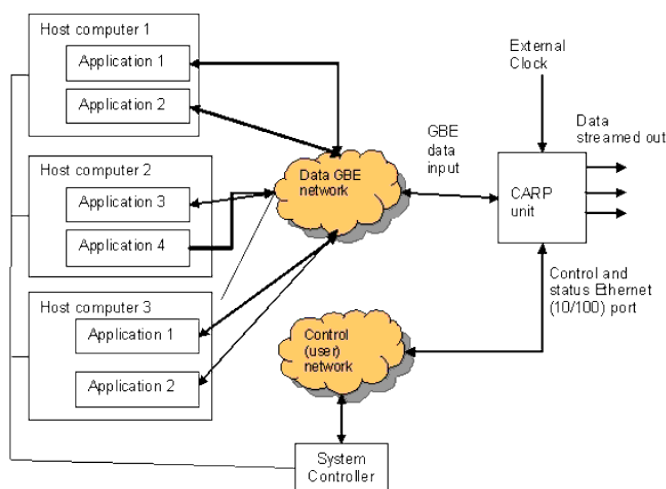 Host computer 1
Application 1
Application 2
Host computer 2
Application 3
Application 4
Host computer 3
Application 1
Application 2
Data GBE
network
GBE
data
input
External
Clock
Data
streamed out
CARP
unit
Control and
status Ethernet
(10/100) port
Control
(user)
network
System
Controller